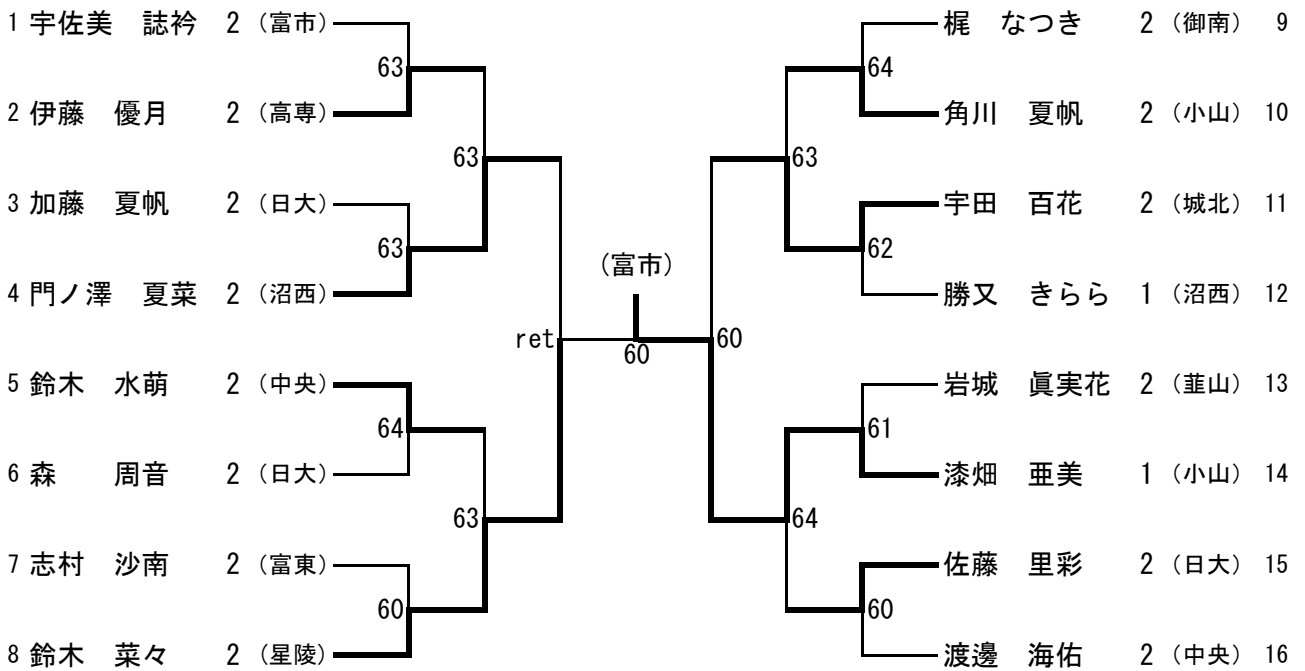 1 宇佐美　誌衿 2 （富市）
63
2 伊藤　優月 2 （高専）
63
3 加藤　夏帆 2 （日大）
63
4 門ノ澤　夏菜 2 （沼西）
ret
5 鈴木　水萌 2 （中央）
64
6 森　　周音 2 （日大）
63
7 志村　沙南 2 （富東）
60
8 鈴木　菜々 2 （星陵）
（富市）
60
梶　なつき 2 （御南） 9
64
角川　夏帆 2 （小山） 10
63
宇田　百花 2 （城北） 11
62
勝又　きらら 1 （沼西） 12
60
岩城　眞実花 2 （韮山） 13
61
漆畑　亜美 1 （小山） 14
64
佐藤　里彩 2 （日大） 15
60
渡邊　海佑 2 （中央） 16